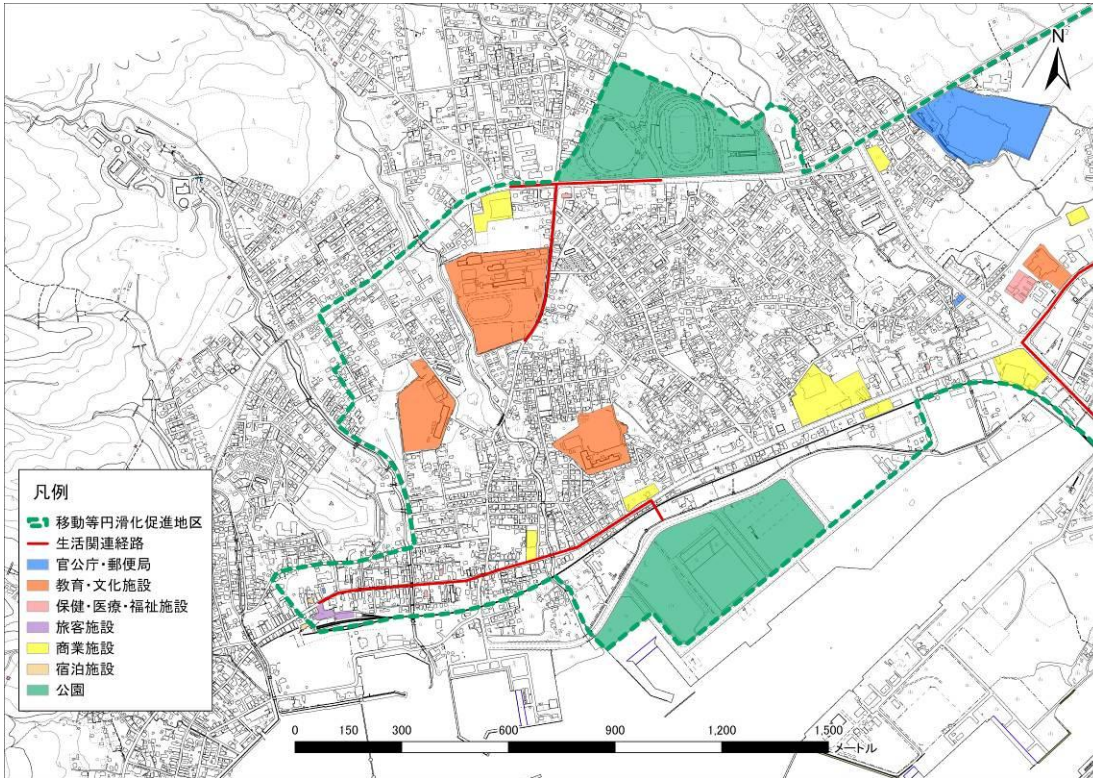 N
凡例
移動等円滑化促進地区
生活関連経路
官公庁・郵便局
教育・文化施設
保健・医療・福祉施設
旅客施設
商業施設
宿泊施設
公園
0 150 300 600 900 1,200 1,500
メートル